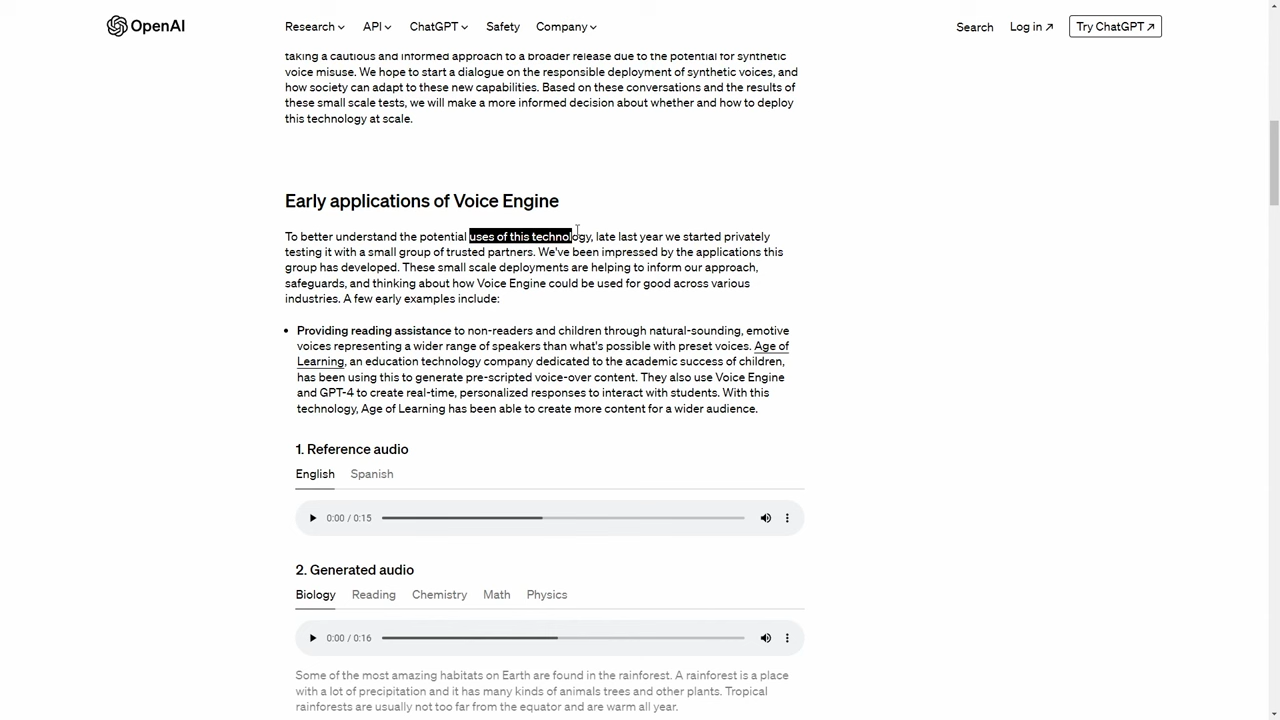 OpenAI Research API ChatGPT Safety Company Search Log in ↗ Try ChatGPT ↗
taking a cautious and informed approach to a broader release due to the potential for synthetic
voice misuse. We hope to start a dialogue on the responsible deployment of synthetic voices, and
how society can adapt to these new capabilities. Based on these conversations and the results of
these small scale tests, we will make a more informed decision about whether and how to deploy
this technology at scale.
Early applications of Voice Engine
To better understand the potential uses of this technology, late last year we started privately
testing it with a small group of trusted partners. We've been impressed by the applications this
group has developed. These small scale deployments are helping to inform our approach,
safeguards, and thinking about how Voice Engine could be used for good across various
industries. A few early examples include:
• Providing reading assistance to non-readers and children through natural-sounding, emotive
voices representing a wider range of speakers than what's possible with preset voices. Age of
Learning, an education technology company dedicated to the academic success of children,
has been using this to generate pre-scripted voice-over content. They also use Voice Engine
and GPT-4 to create real-time, personalized responses to interact with students. With this
technology, Age of Learning has been able to create more content for a wider audience.
1. Reference audio
English Spanish
0:00 / 0:15
2. Generated audio
Biology Reading Chemistry Math Physics
0:00 / 0:16
Some of the most amazing habitats on Earth are found in the rainforest. A rainforest is a place
with a lot of precipitation and it has many kinds of animals trees and other plants. Tropical
rainforests are usually not too far from the equator and are warm all year.